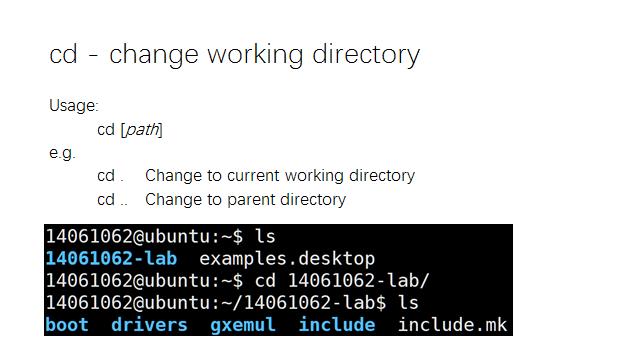 cd - change working directory
Usage:
cd [path]
e.g.
cd . Change to current working directory
cd .. Change to parent directory
14061062@ubuntu:~$ ls
14061062-lab examples.desktop
14061062@ubuntu:~$ cd 14061062-lab/
14061062@ubuntu:~/14061062-lab$ ls
boot drivers gxemul include include.mk